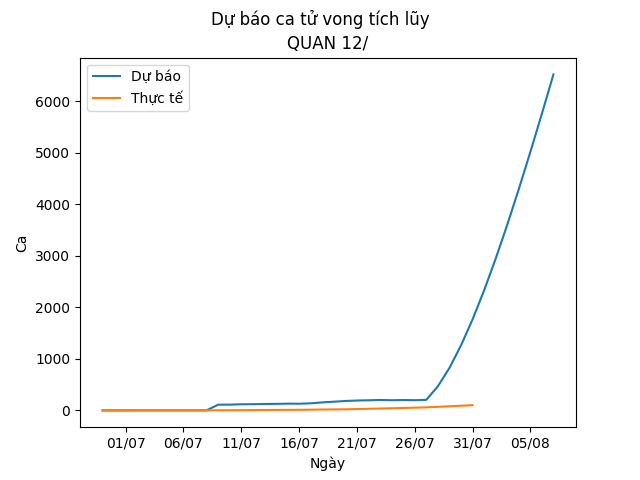 Dự báo ca tử vong tích lũy
QUAN 12/
Dự báo
Thực tế
6000
5000
4000
3000
2000
1000
0
Ca
01/07 06/07 11/07 16/07 21/07 26/07 31/07 05/08
Ngày